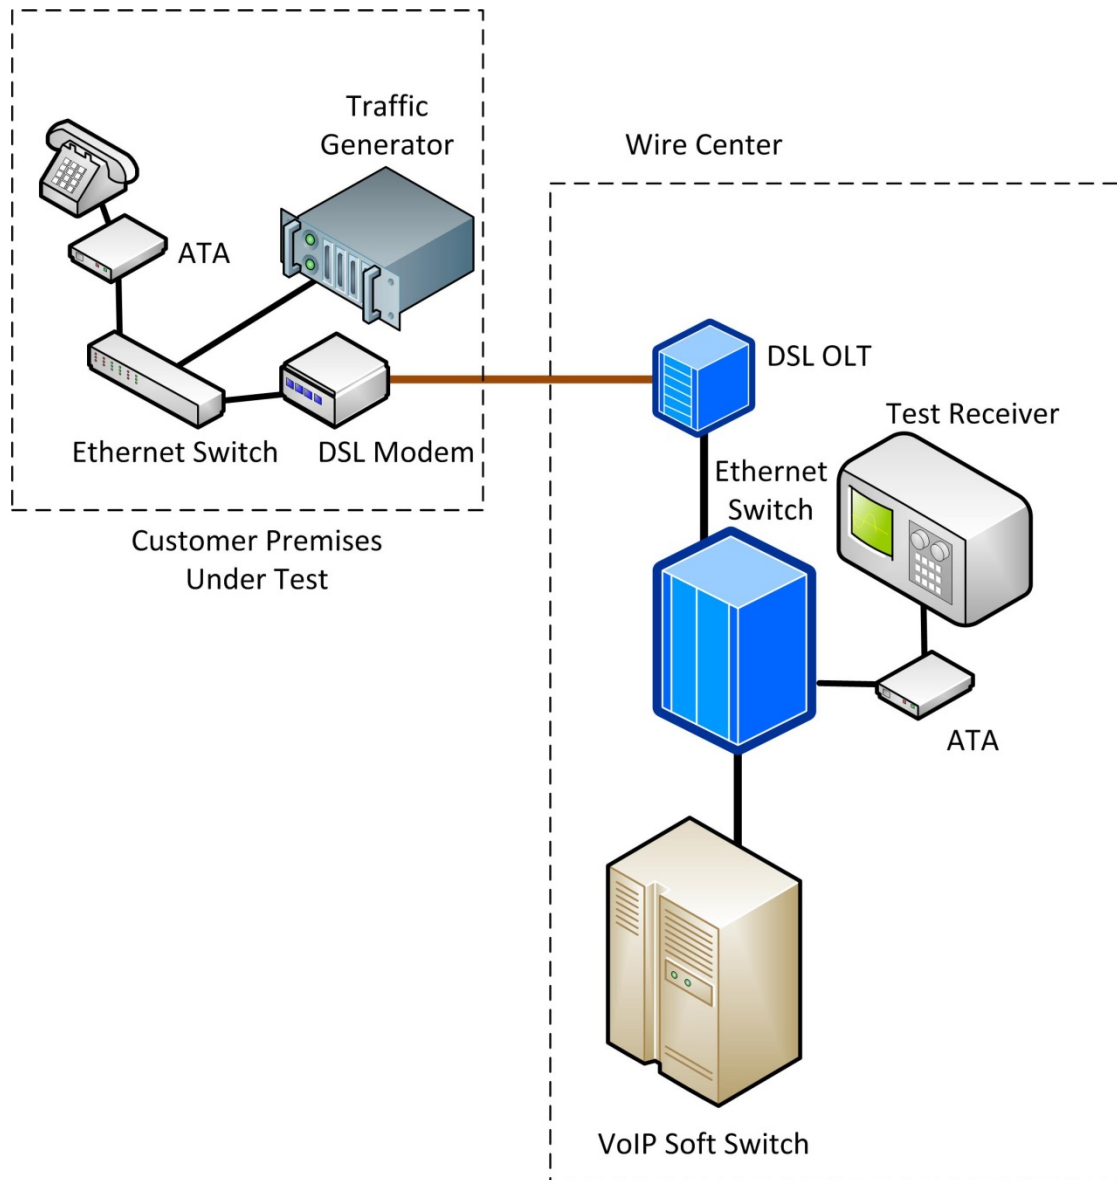 Traffic
Generator
ATA
Ethernet Switch
DSL Modem
Customer Premises
Under Test
Wire Center
DSL OLT
Test Receiver
Ethernet
Switch
ATA
VoIP Soft Switch